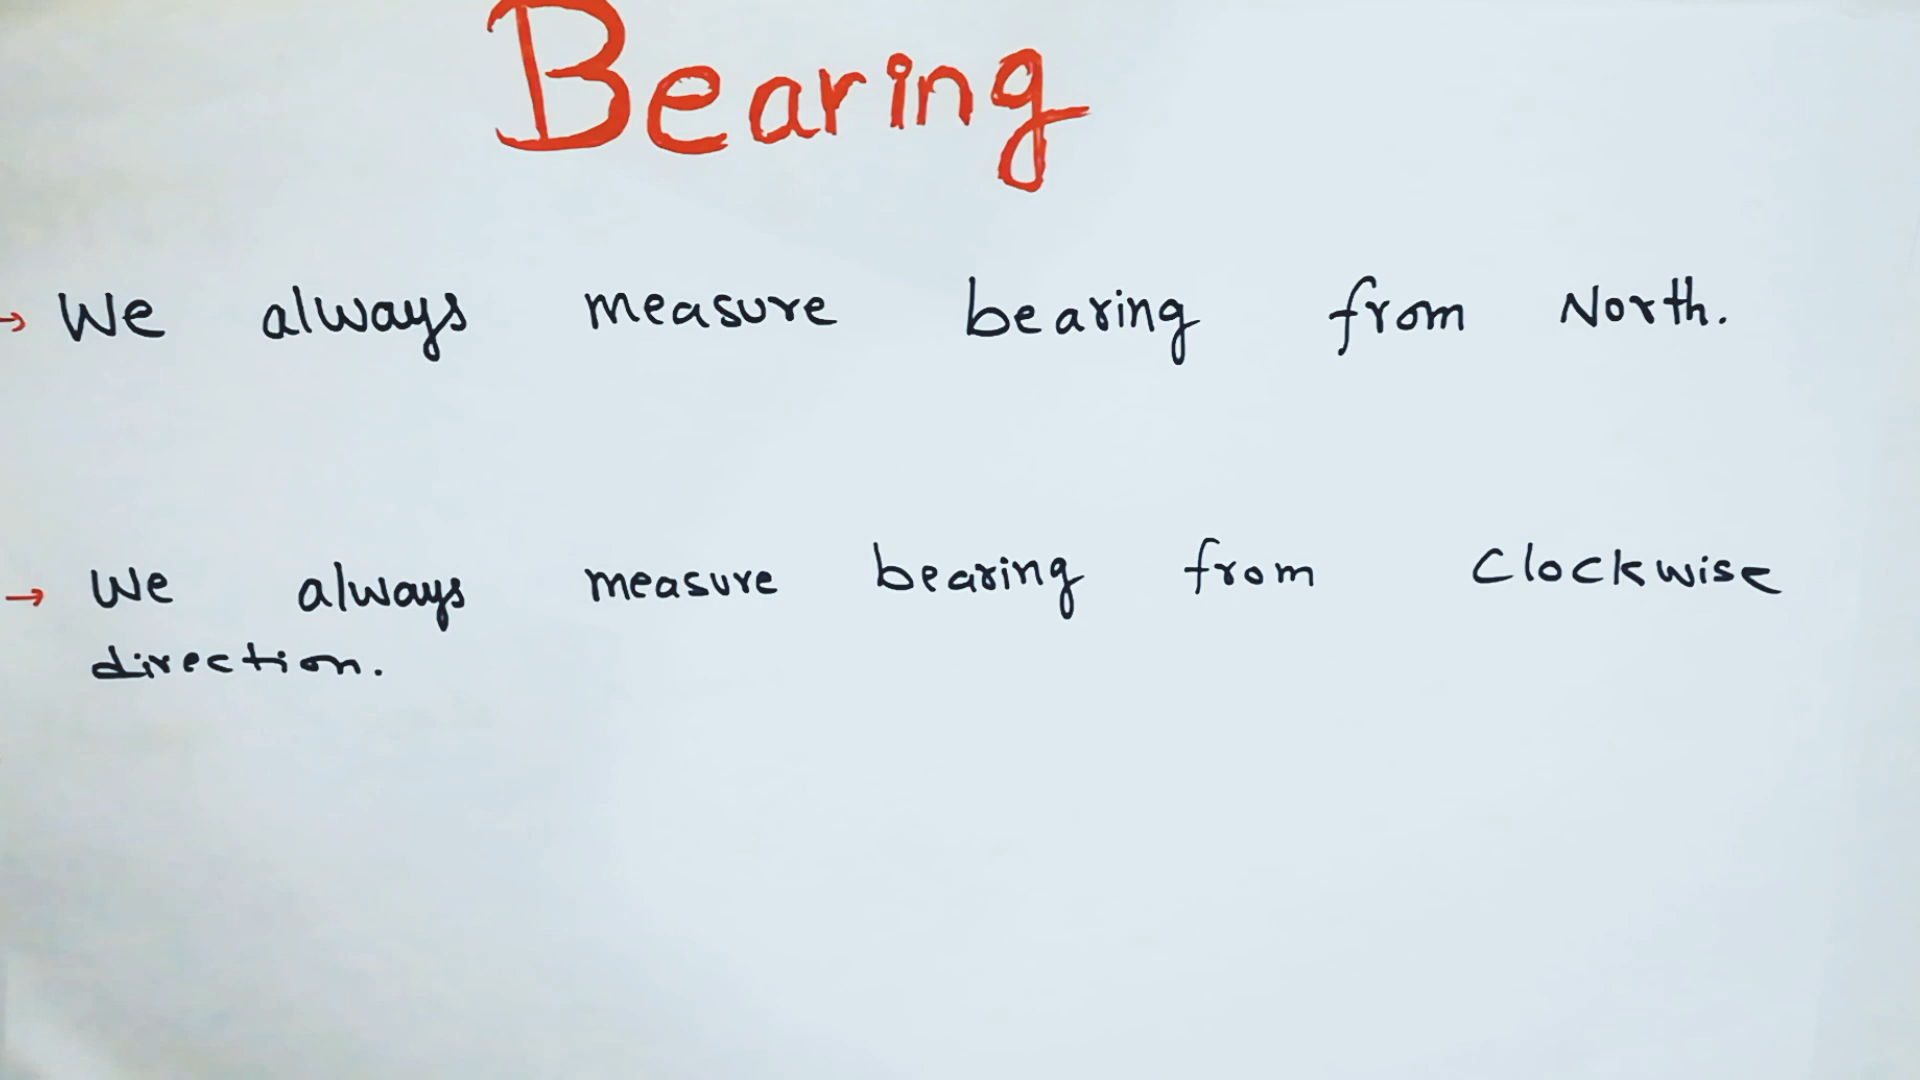 Bearing
→ We always measure bearing from North.
→ We always measure bearing from Clockwise
direction.